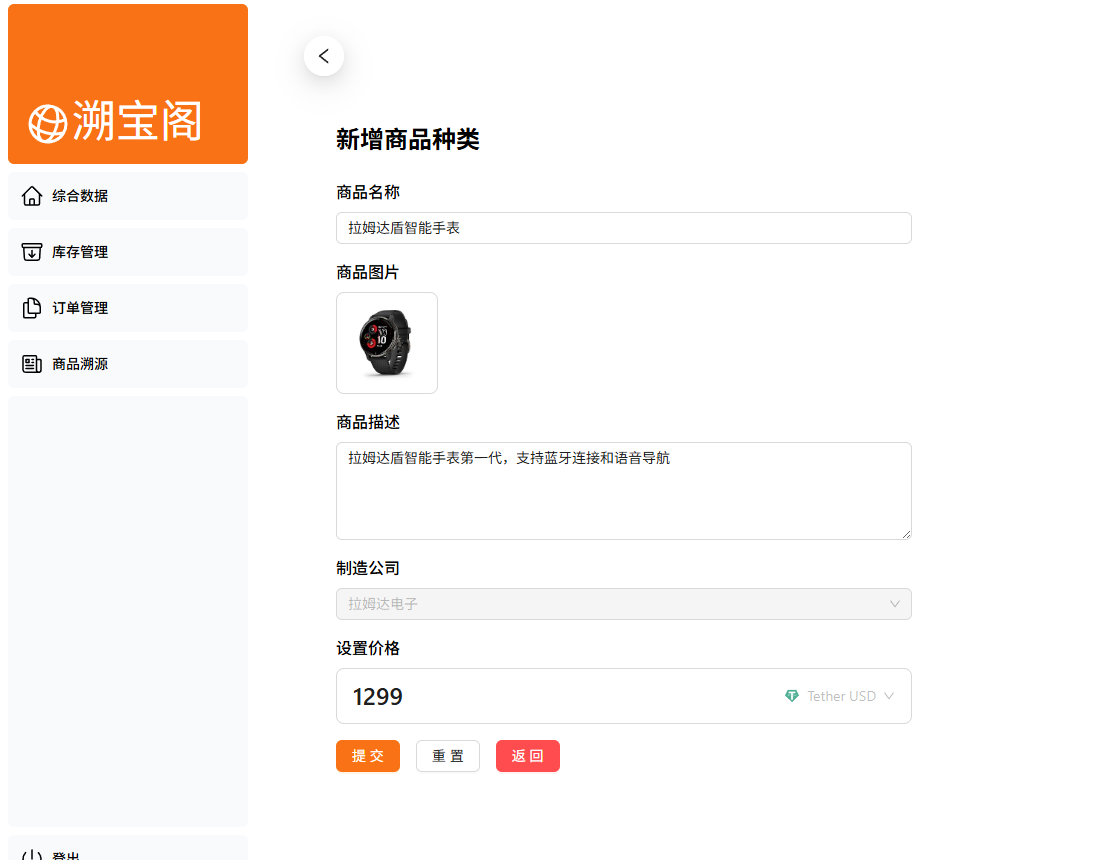 溯宝阁
综合数据
库存管理
订单管理
商品溯源
登出
新增商品种类
商品名称
拉姆达盾智能手表
商品图片
10
商品描述
拉姆达盾智能手表第一代，支持蓝牙连接和语音导航
制造公司
拉姆达电子
设置价格
1299
Tether USD
提 交
重 置
返 回